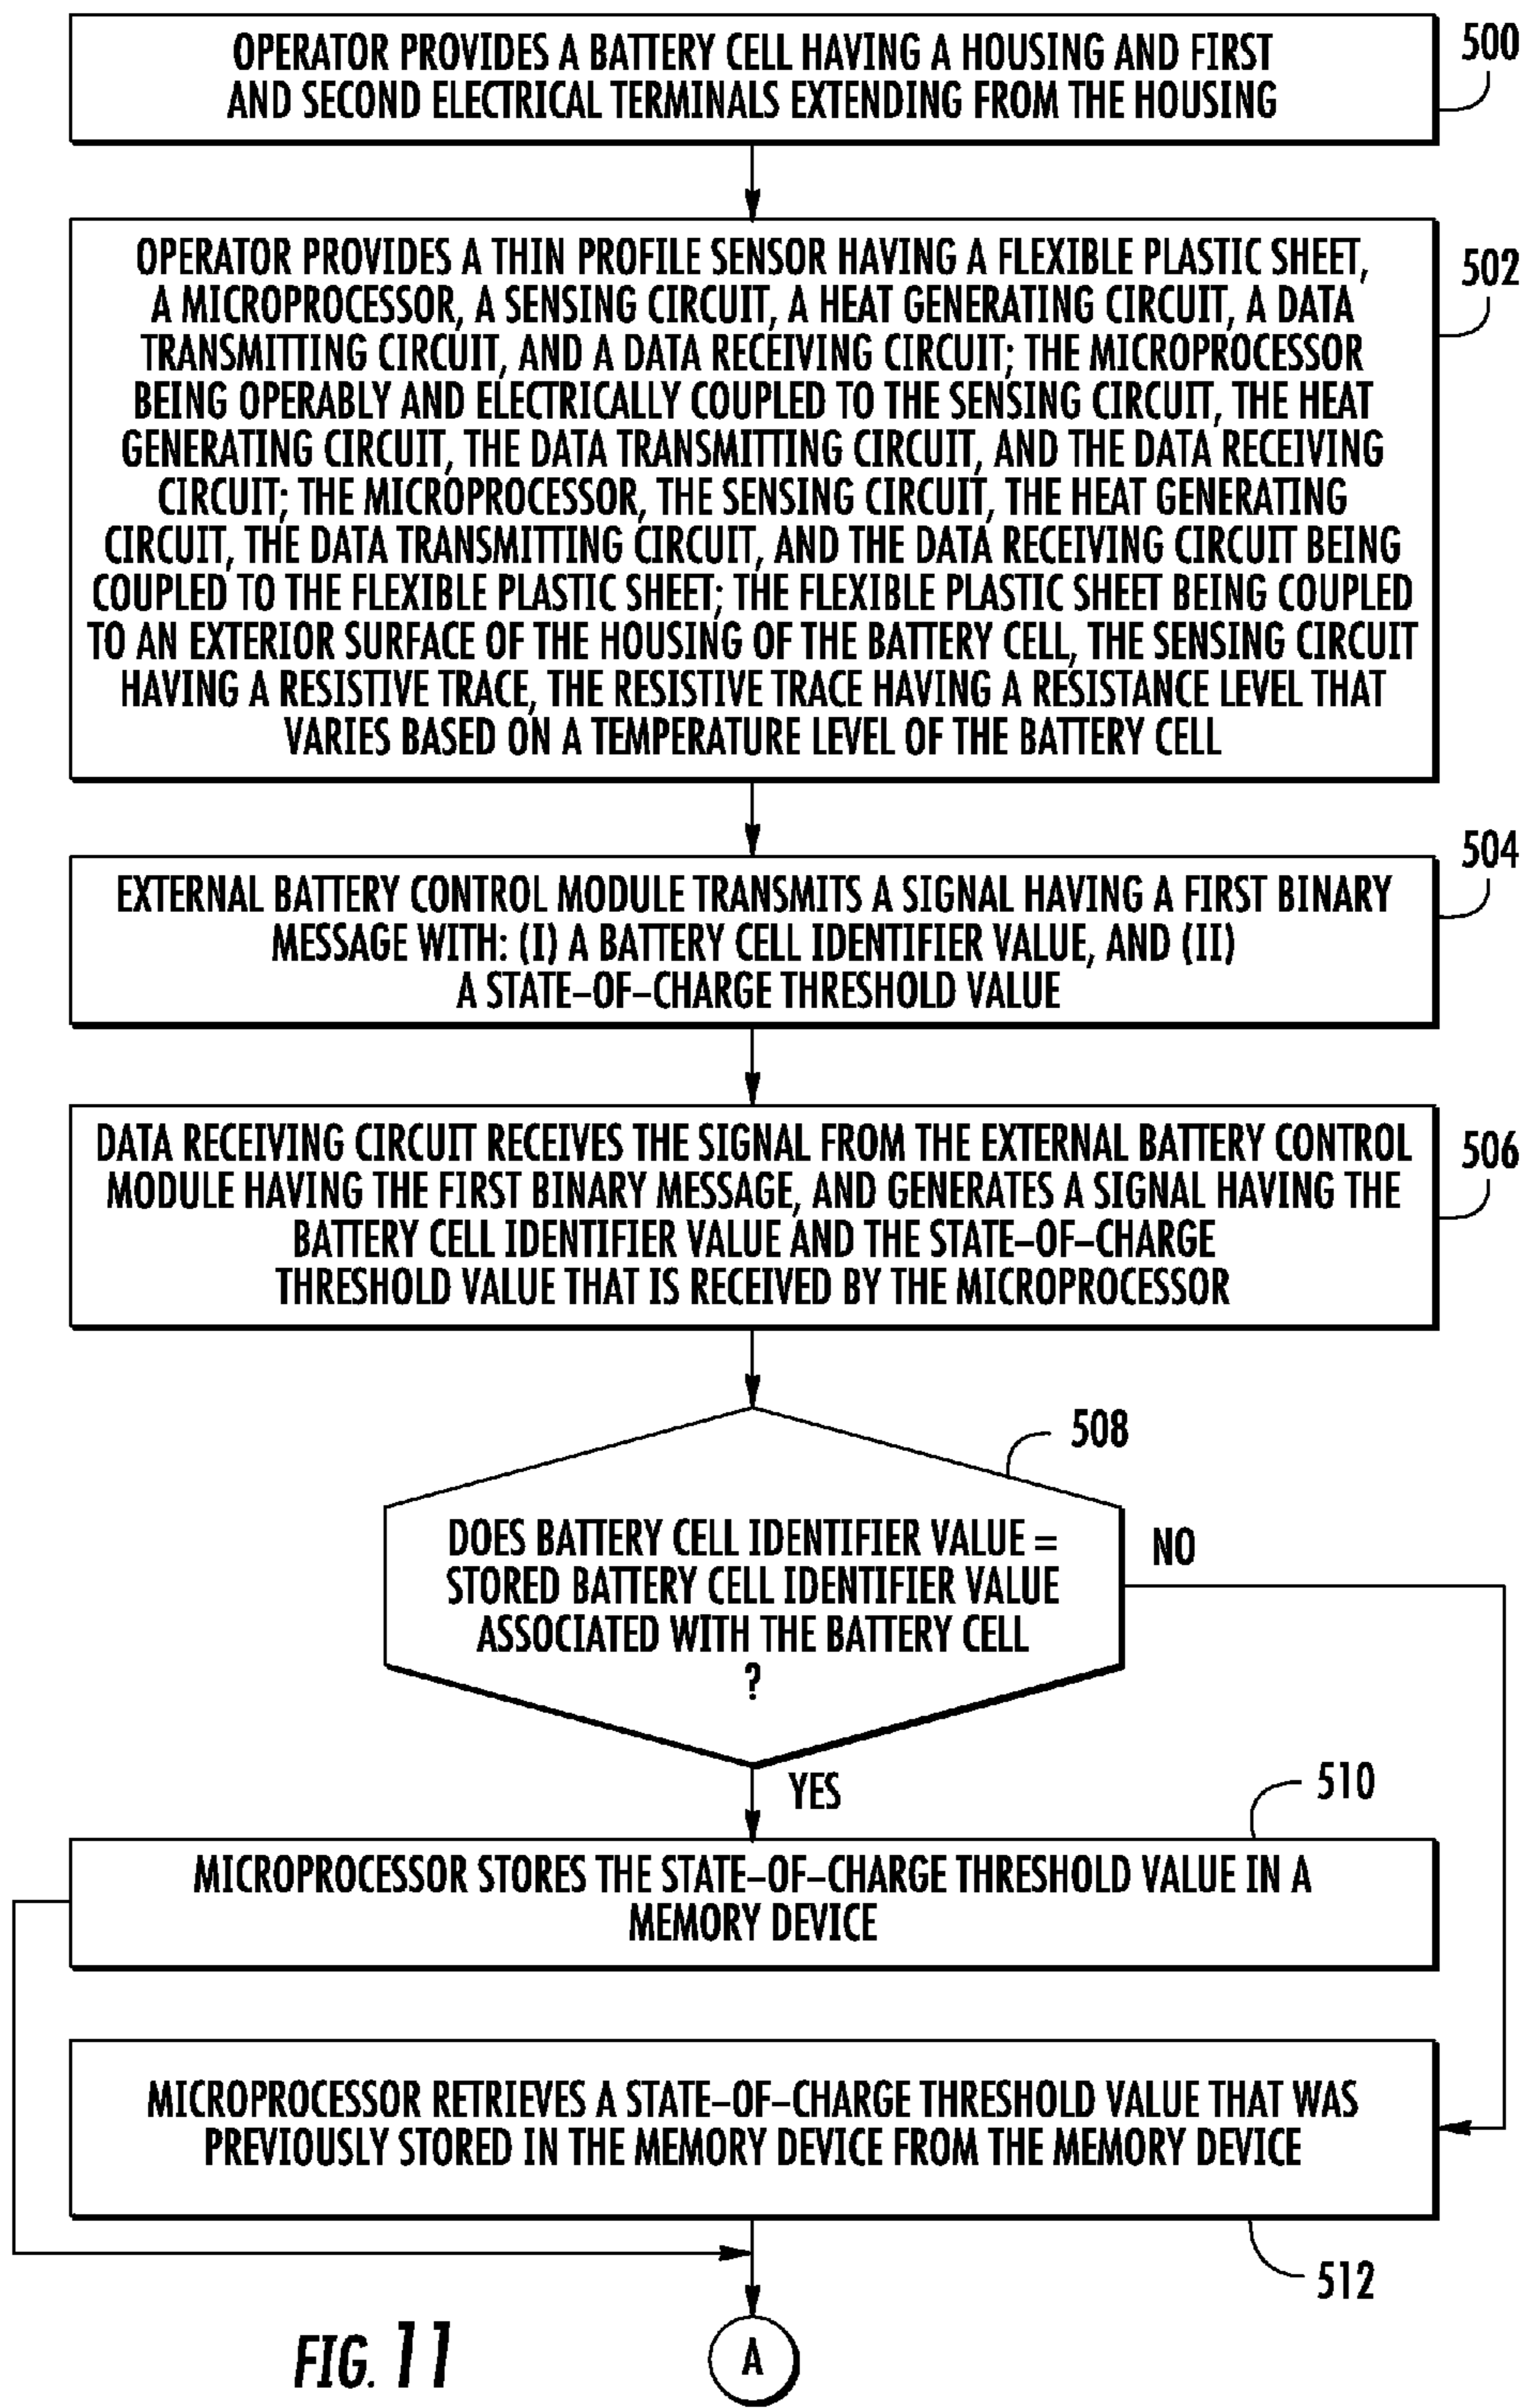 OPERATOR PROVIDES A BATTERY CELL HAVING A HOUSING AND FIRST
AND SECOND ELECTRICAL TERMINALS EXTENDING FROM THE HOUSING
500
OPERATOR PROVIDES A THIN PROFILE SENSOR HAVING A FLEXIBLE PLASTIC SHEET,
A MICROPROCESSOR, A SENSING CIRCUIT, A HEAT GENERATING CIRCUIT, A DATA
TRANSMITTING CIRCUIT, AND A DATA RECEIVING CIRCUIT; THE MICROPROCESSOR
BEING OPERABLY AND ELECTRICALLY COUPLED TO THE SENSING CIRCUIT, THE HEAT
GENERATING CIRCUIT, THE DATA TRANSMITTING CIRCUIT, AND THE DATA RECEIVING
CIRCUIT; THE MICROPROCESSOR, THE SENSING CIRCUIT, THE HEAT GENERATING
CIRCUIT, THE DATA TRANSMITTING CIRCUIT, AND THE DATA RECEIVING CIRCUIT BEING
COUPLED TO THE FLEXIBLE PLASTIC SHEET; THE FLEXIBLE PLASTIC SHEET BEING COUPLED
TO AN EXTERIOR SURFACE OF THE HOUSING OF THE BATTERY CELL, THE SENSING CIRCUIT
HAVING A RESISTIVE TRACE, THE RESISTIVE TRACE HAVING A RESISTANCE LEVEL THAT
VARIES BASED ON A TEMPERATURE LEVEL OF THE BATTERY CELL
502
EXTERNAL BATTERY CONTROL MODULE TRANSMITS A SIGNAL HAVING A FIRST BINARY
MESSAGE WITH: (I) A BATTERY CELL IDENTIFIER VALUE, AND (II)
A STATE-OF-CHARGE THRESHOLD VALUE
504
DATA RECEIVING CIRCUIT RECEIVES THE SIGNAL FROM THE EXTERNAL BATTERY CONTROL
MODULE HAVING THE FIRST BINARY MESSAGE, AND GENERATES A SIGNAL HAVING THE
BATTERY CELL IDENTIFIER VALUE AND THE STATE-OF-CHARGE
THRESHOLD VALUE THAT IS RECEIVED BY THE MICROPROCESSOR
506
508
DOES BATTERY CELL IDENTIFIER VALUE =
STORED BATTERY CELL IDENTIFIER VALUE
ASSOCIATED WITH THE BATTERY CELL
?
NO
YES
510
MICROPROCESSOR STORES THE STATE-OF-CHARGE THRESHOLD VALUE IN A
MEMORY DEVICE
MICROPROCESSOR RETRIEVES A STATE-OF-CHARGE THRESHOLD VALUE THAT WAS
PREVIOUSLY STORED IN THE MEMORY DEVICE FROM THE MEMORY DEVICE
512
A
FIG. 11